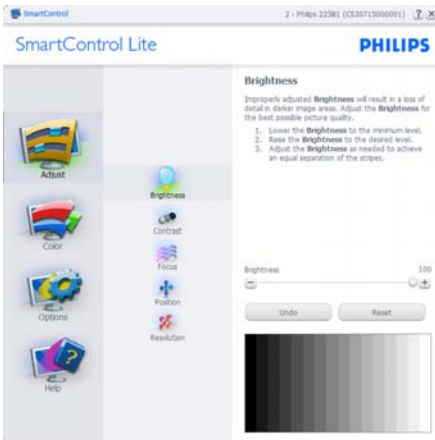 SmartControl
2 - Philips 225B1 (CS30715000001)
SmartControl Lite
PHILIPS
Adjust
Color
Options
Help
Brightness
Contrast
Focus
Position
Resolution
Brightness
Improperly adjusted Brightness will result in a loss of
detail in darker image areas. Adjust the Brightness for
the best possible picture quality.
1. Lower the Brightness to the minimum level.
2. Raise the Brightness to the desired level.
3. Adjust the Brightness as needed to achieve
an equal separation of the stripes.
Brightness 100
Undo
Reset